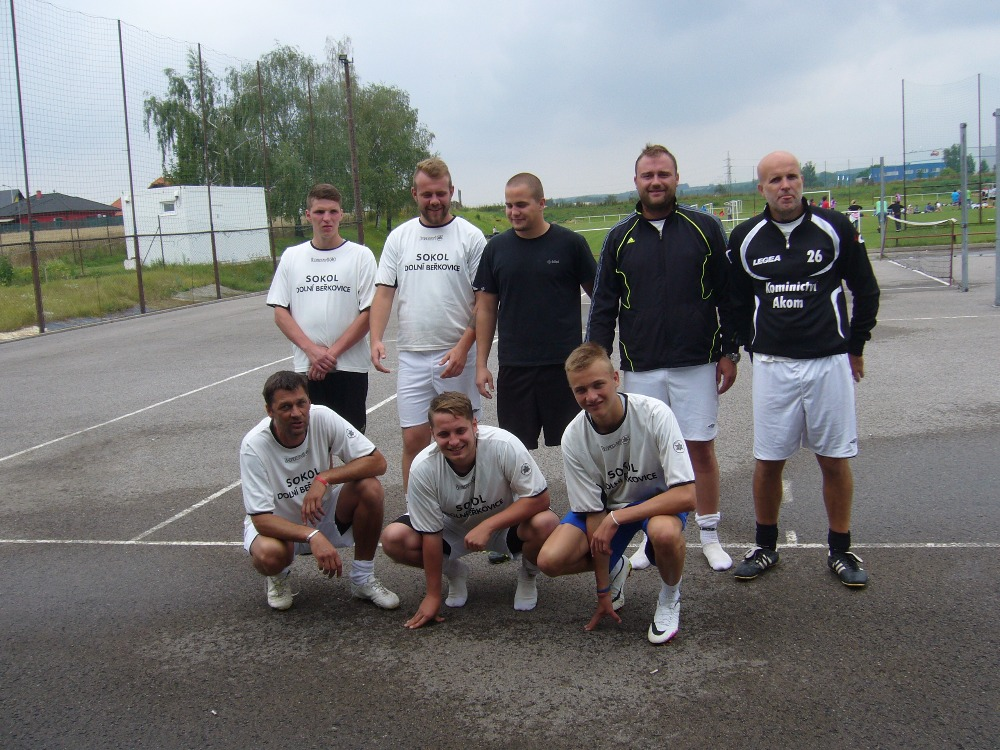 SOKOL
DOLNÍ BEŘKOVICE
SOKOL
DOLNÍ BEŘKOVICE
LEGEA
26
Kominictví
Akom
SOKOL
DOLNÍ BEŘKOVICE
SOKOL
DOLNÍ BEŘKOVICE
SOKOL
DOLNÍ BEŘKOVICE